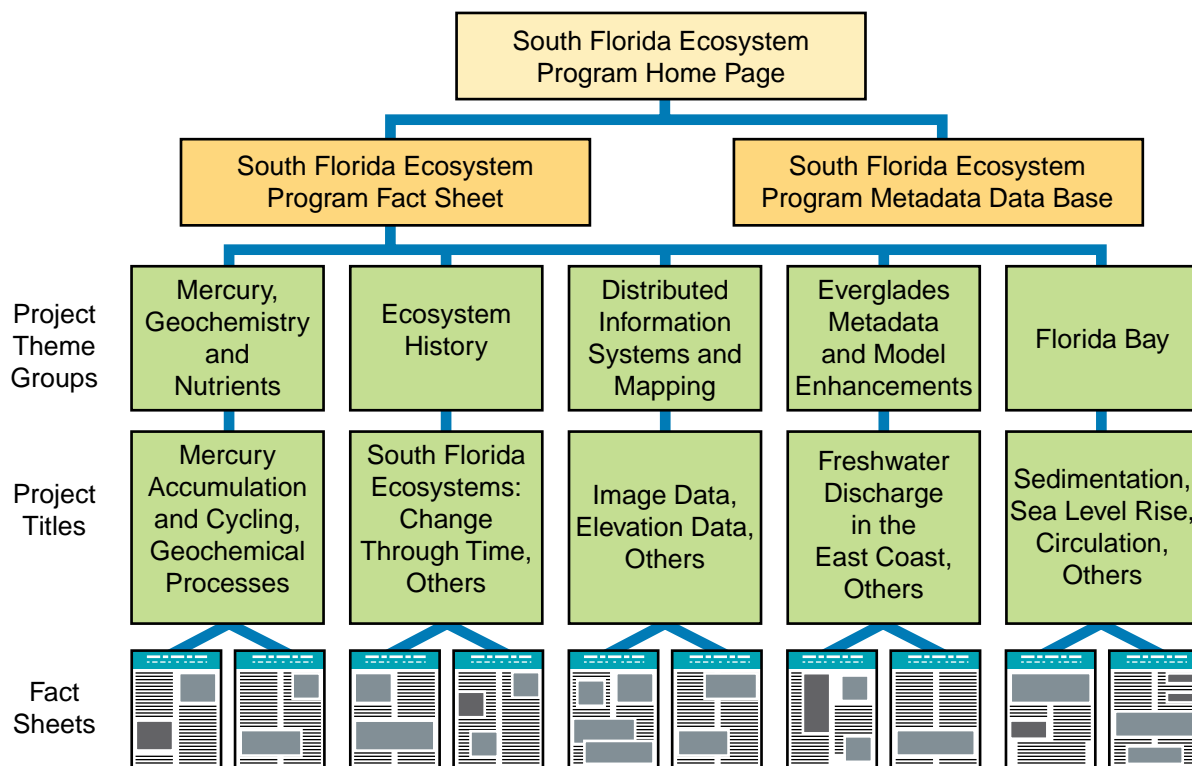 South Florida Ecosystem
Program Home Page
South Florida Ecosystem
Program Fact Sheet
South Florida Ecosystem
Program Metadata Data Base
Project
Theme
Groups
Mercury,
Geochemistry
and
Nutrients
Ecosystem
History
Distributed
Information
Systems and
Mapping
Everglades
Metadata
and Model
Enhancements
Florida Bay
Project
Titles
Mercury
Accumulation
and Cycling,
Geochemical
Processes
South Florida
Ecosystems:
Change
Through Time,
Others
Image Data,
Elevation Data,
Others
Freshwater
Discharge
in the
East Coast,
Others
Sedimentation,
Sea Level Rise,
Circulation,
Others
Fact
Sheets